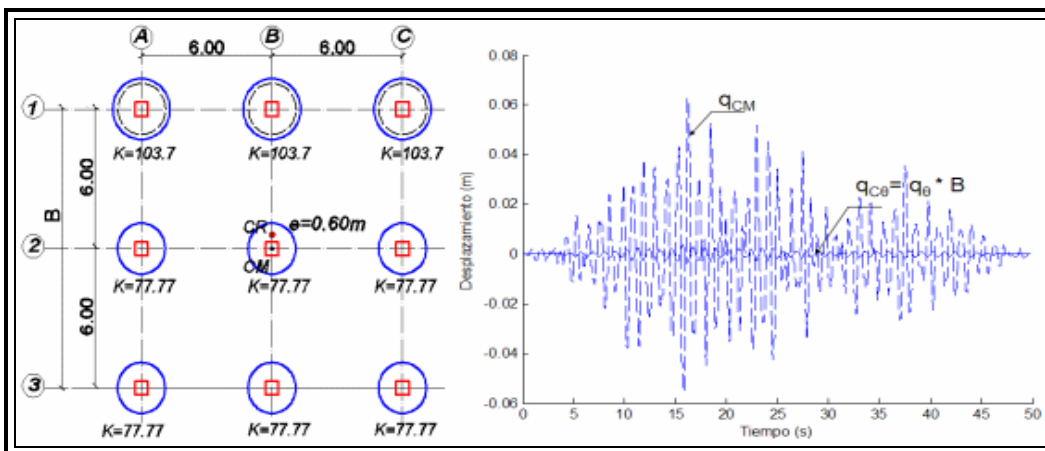 A B C
6.00 6.00
1
K=103.7 K=103.7 K=103.7
6.00
B
CR e=0.60m
2
CM
K=77.77 K=77.77 K=77.77
6.00
3
K=77.77 K=77.77 K=77.77
0.08
0.06
0.04
0.02
0
-0.02
-0.04
-0.06
Desplazamiento (m)
qCM
qCθ= qθ * B
0 5 10 15 20 25 30 35 40 45 50
Tiempo (s)